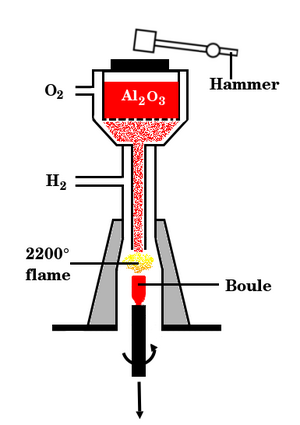 Hammer
O₂
Al₂O₃
H₂
2200°
flame
Boule